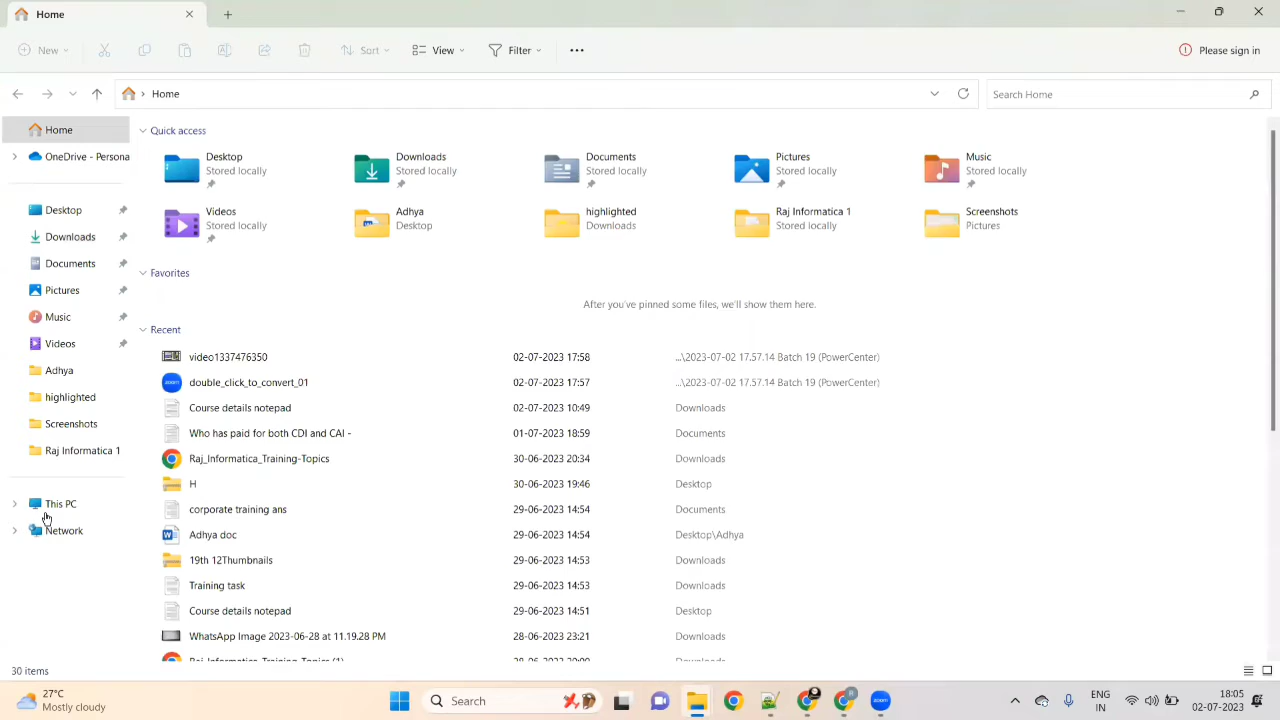 Home
New
Sort
View
Filter
Please sign in
Home
Search Home
Home
OneDrive - Persona
Desktop
Downloads
Documents
Pictures
Music
Videos
Adhya
highlighted
Screenshots
Raj Informatica 1
This PC
Network
Quick access
Desktop
Stored locally
Downloads
Stored locally
Documents
Stored locally
Pictures
Stored locally
Music
Stored locally
Videos
Stored locally
Adhya
Desktop
highlighted
Downloads
Raj Informatica 1
Stored locally
Screenshots
Pictures
Favorites
After you've pinned some files, we'll show them here.
Recent
video1337476350 02-07-2023 17:58 ...\2023-07-02 17.57.14 Batch 19 (PowerCenter)
zoom double_click_to_convert_01 02-07-2023 17:57 ...\2023-07-02 17.57.14 Batch 19 (PowerCenter)
Course details notepad 02-07-2023 10:49 Downloads
Who has paid for both CDI and CAI - 01-07-2023 18:59 Documents
Raj_Informatica_Training-Topics 30-06-2023 20:34 Downloads
H 30-06-2023 19:46 Desktop
corporate training ans 29-06-2023 14:54 Documents
Adhya doc 29-06-2023 14:54 Desktop\Adhya
19th 12Thumbnails 29-06-2023 14:53 Downloads
Training task 29-06-2023 14:53 Downloads
Course details notepad 29-06-2023 14:51 Desktop
WhatsApp Image 2023-06-28 at 11.19.28 PM 28-06-2023 23:21 Downloads
30 items
27°C
Mostly cloudy
Search
zoom
ENG
IN
18:05
02-07-2023